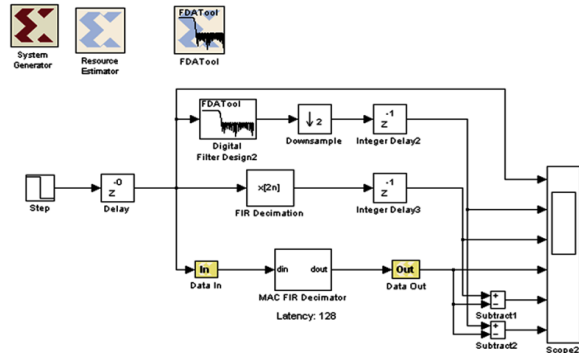 System
Generator
Resource
Estimator
FDATool
FDATool
FDATool
Digital
Filter Design2
↓2
Downsample
-1
z
Integer Delay2
Step
-0
z
Delay
x[2n]
FIR Decimation
-1
z
Integer Delay3
In
Data In
din
dout
MAC FIR Decimator
Latency: 128
Out
Data Out
+
−
Subtract1
+
−
Subtract2
Scope2